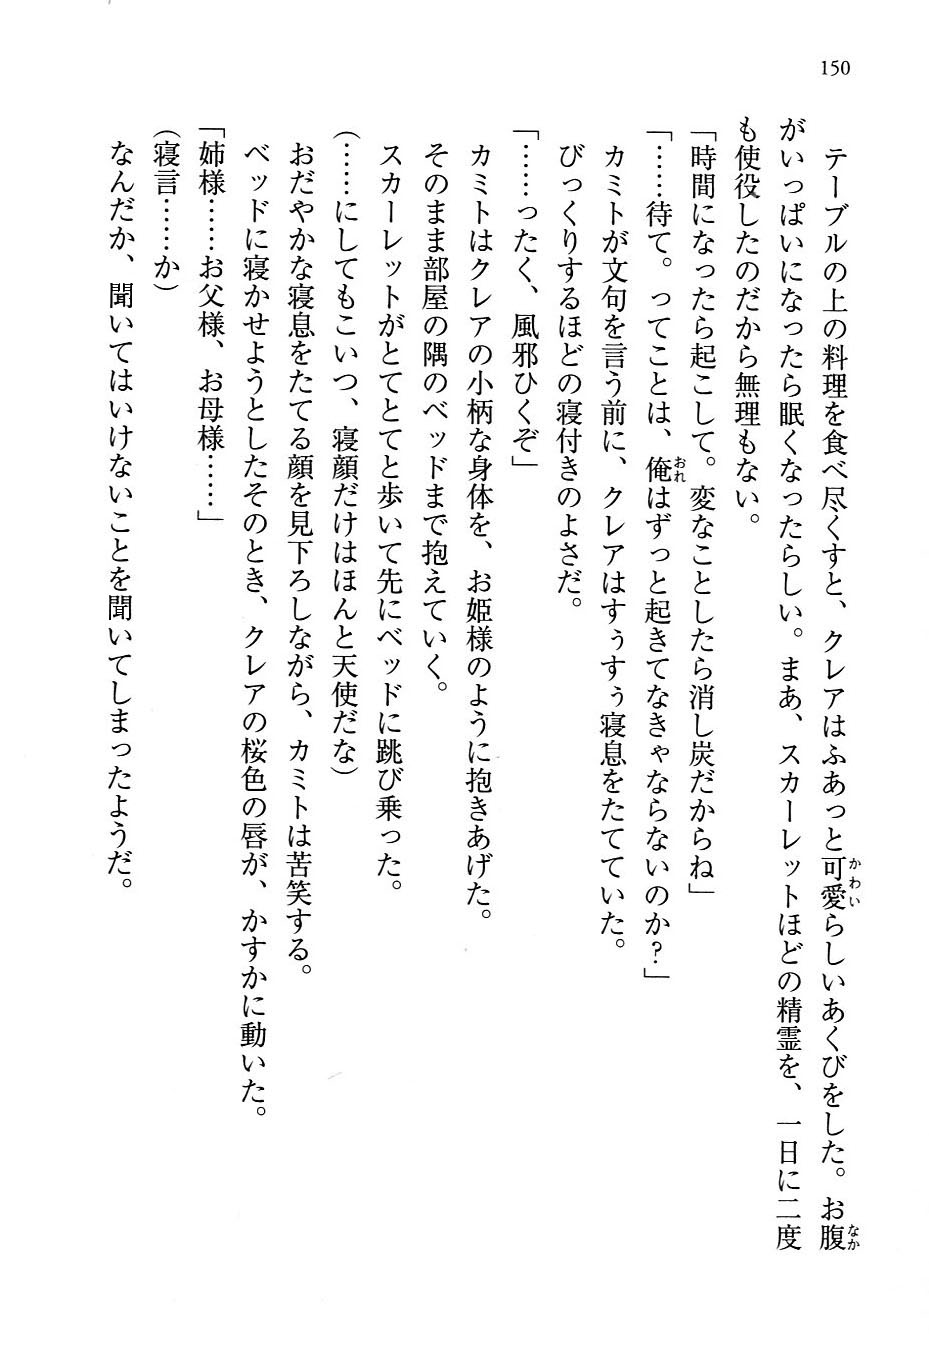 150
テーブルの上の料理を食べ尽くすと、クレアはふあっと可愛らしいあくびをした。お腹
がいっぱいになったら眠くなったらしい。まあ、スカーレットほどの精霊を、一日に二度
も使役したのだから無理もない。
「時間になったら起こして。変なことしたら消し炭だからね」
「……待て。ってことは、俺はずっと起きてなきゃならないのか？」
カミトが文句を言う前に、クレアはすぅすぅ寝息をたてていた。
びっくりするほどの寝付きのよさだ。
「……ったく、風邪ひくぞ」
カミトはクレアの小柄な身体を、お姫様のように抱きあげた。
そのまま部屋の隅のベッドまで抱えていく。
スカーレットがとてとてと歩いて先にベッドに跳び乗った。
（……にしてもこいつ、寝顔だけはほんと天使だな）
おだやかな寝息をたてる顔を見下ろしながら、カミトは苦笑する。
ベッドに寝かせようとしたそのとき、クレアの桜色の唇が、かすかに動いた。
「姉様……お父様、お母様……」
（寝言……か）
なんだか、聞いてはいけないことを聞いてしまったようだ。